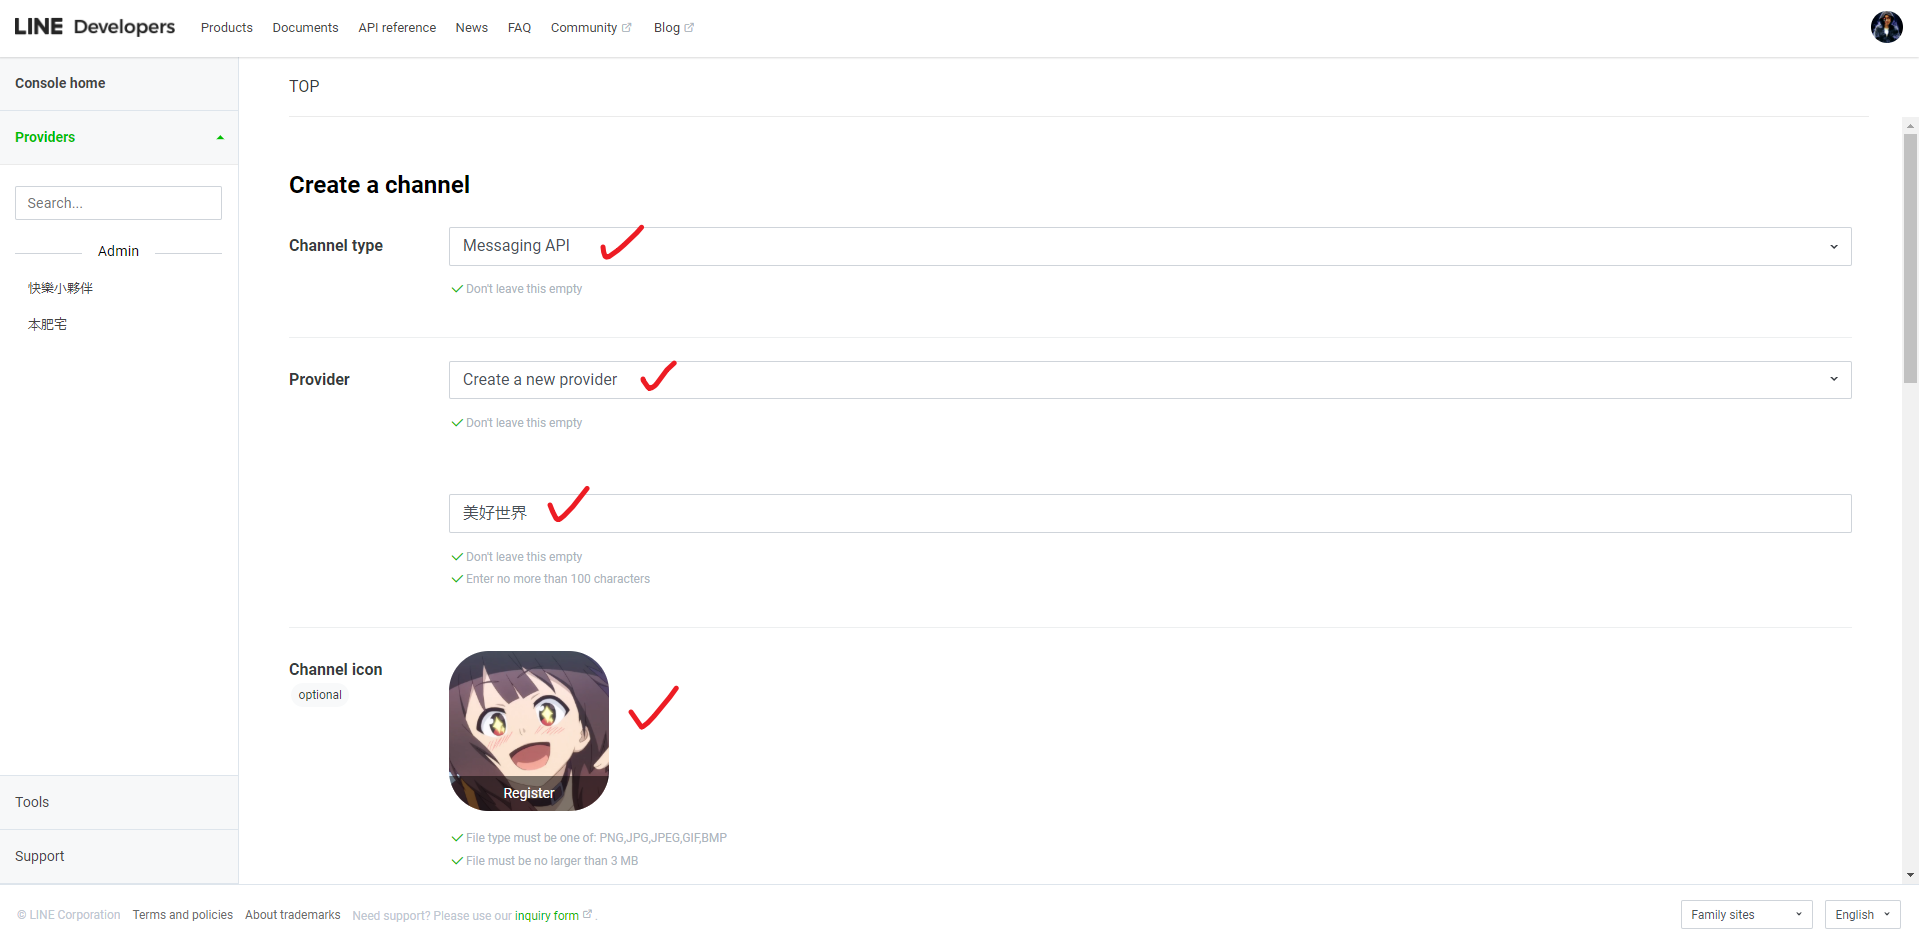 LINE Developers Products Documents API reference News FAQ Community Blog
Console home
Providers
Search...
Admin
快樂小夥伴
本肥宅
Tools
Support
TOP
Create a channel
Channel type Messaging API
Don't leave this empty
Provider Create a new provider
Don't leave this empty
美好世界
Don't leave this empty
Enter no more than 100 characters
Channel icon
optional
Register
File type must be one of: PNG,JPG,JPEG,GIF,BMP
File must be no larger than 3 MB
© LINE Corporation Terms and policies About trademarks Need support? Please use our inquiry form . Family sites English